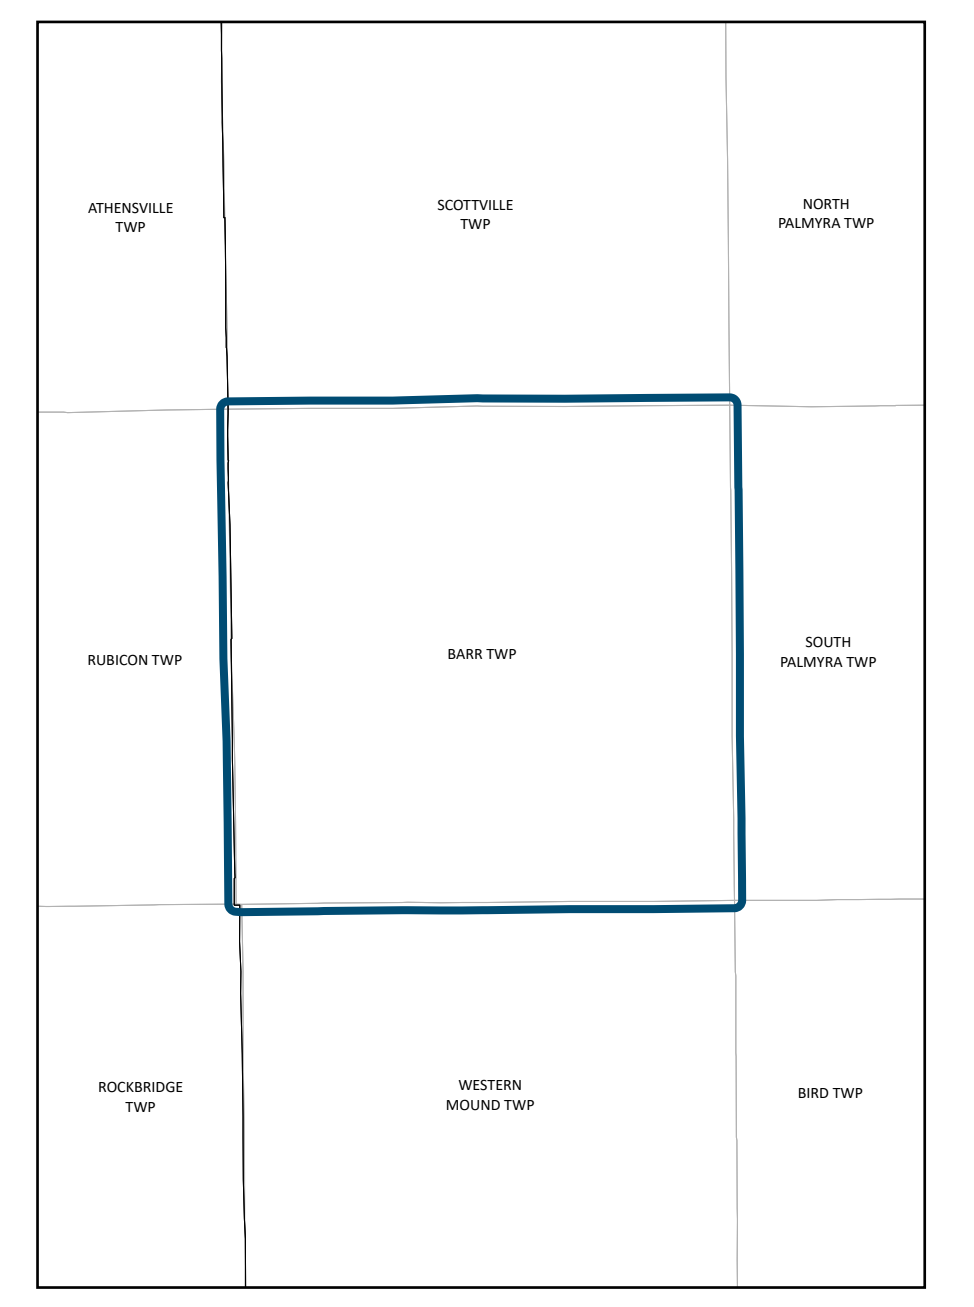 ATHENSVILLE
TWP
SCOTTVILLE
TWP
NORTH
PALMYRA TWP
RUBICON TWP
BARR TWP
SOUTH
PALMYRA TWP
ROCKBRIDGE
TWP
WESTERN
MOUND TWP
BIRD TWP